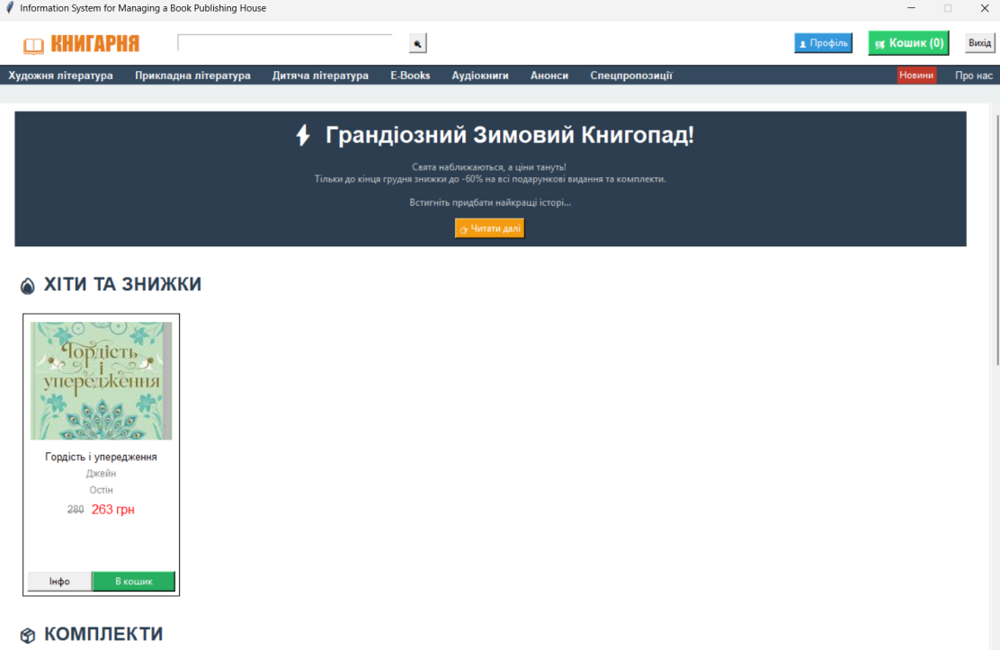 Information System for Managing a Book Publishing House
КНИГАРНЯ
Профіль
Кошик (0)
Вихід
Художня література Прикладна література Дитяча література E-Books Аудіокниги Анонси Спецпропозиції Новини Про нас
Грандіозний Зимовий Книгопад!
Свята наближаються, а ціни тануть!
Тільки до кінця грудня знижки до -60% на всі подарункові видання та комплекти.
Встигніть придбати найкращі історі...
Читати далі
ХІТИ ТА ЗНИЖКИ
Гордість
і
упередження
Гордість і упередження
Джейн
Остін
280 263 грн
Інфо В кошик
КОМПЛЕКТИ